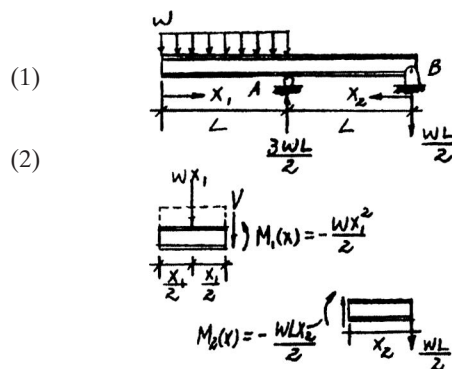 W
(1)
A
B
X₁
X₂
L
L
3WL/2
WL/2
(2)
WX₁
V
M₁(x) = - WX₁²/2
X₁/2
X₁/2
M₂(x) = - WLX₂/2
X₂
WL/2